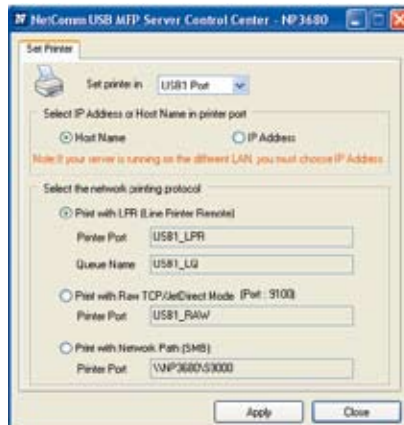 NetComm USB MFP Server Control Center - NP3680
Set Printer
Set printer in USB1 Port
Select IP Address or Host Name in printer port
Host Name IP Address
Note: If your server is running on the different LAN, you must choose IP Address
Select the network printing protocol
Print with LPR (Line Printer Remote)
Printer Port USB1_LPR
Queue Name USB1_LQ
Print with Raw TCP/JetDirect Mode (Port : 9100)
Printer Port USB1_RAW
Print with Network Path (SMB)
Printer Port \\NP3680\S3000
Apply Close